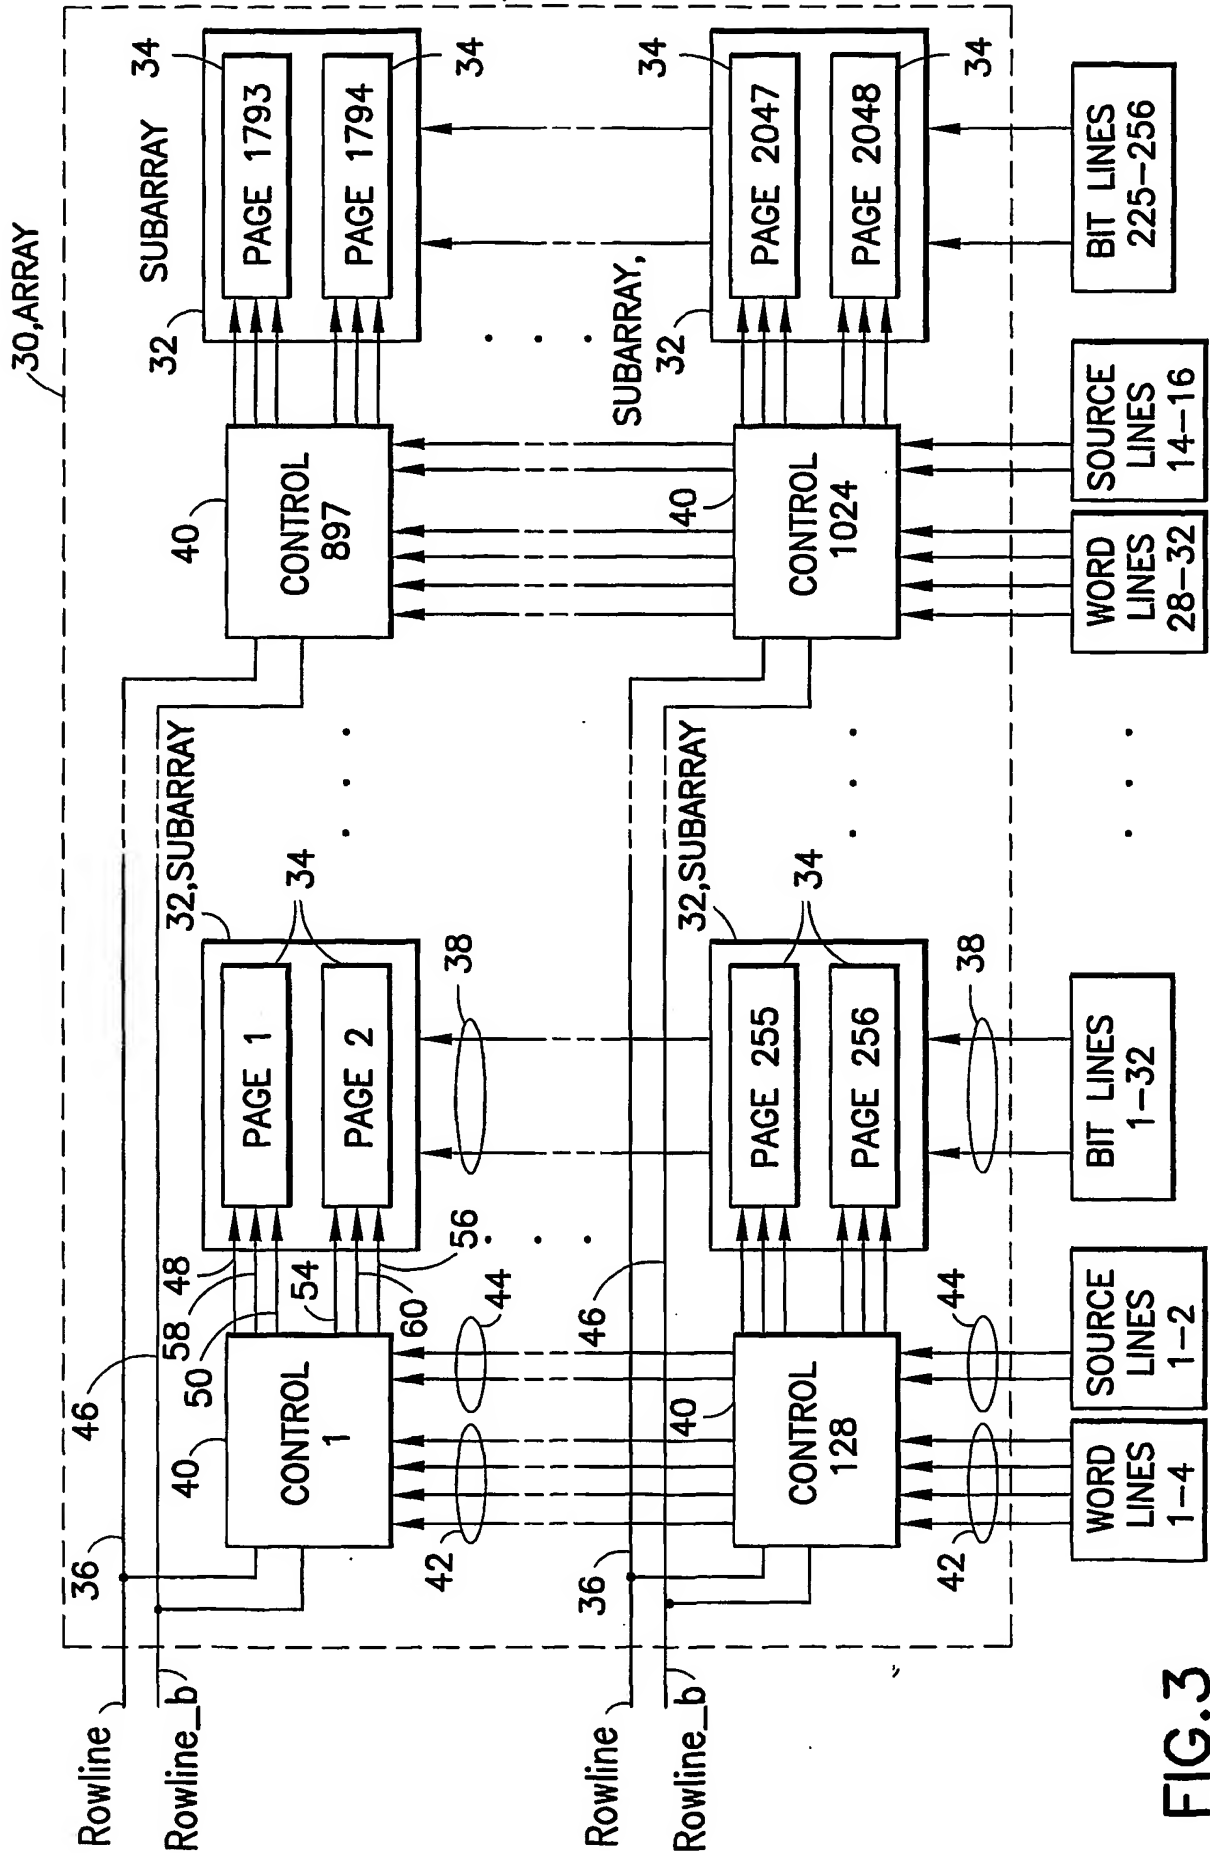 30,ARRAY
Rowline
Rowline_b
36
46
40
CONTROL
1
48
58
50
54
60
56
32,SUBARRAY
PAGE 1
PAGE 2
34
42
44
38
40
CONTROL
897
SUBARRAY
32
PAGE 1793
34
PAGE 1794
34
Rowline
Rowline_b
36
46
40
CONTROL
128
32,SUBARRAY
PAGE 255
PAGE 256
34
42
44
38
40
CONTROL
1024
SUBARRAY,
32
PAGE 2047
34
PAGE 2048
34
WORD
LINES
1-4
SOURCE
LINES
1-2
BIT LINES
1-32
WORD
LINES
28-32
SOURCE
LINES
14-16
BIT LINES
225-256
FIG.3